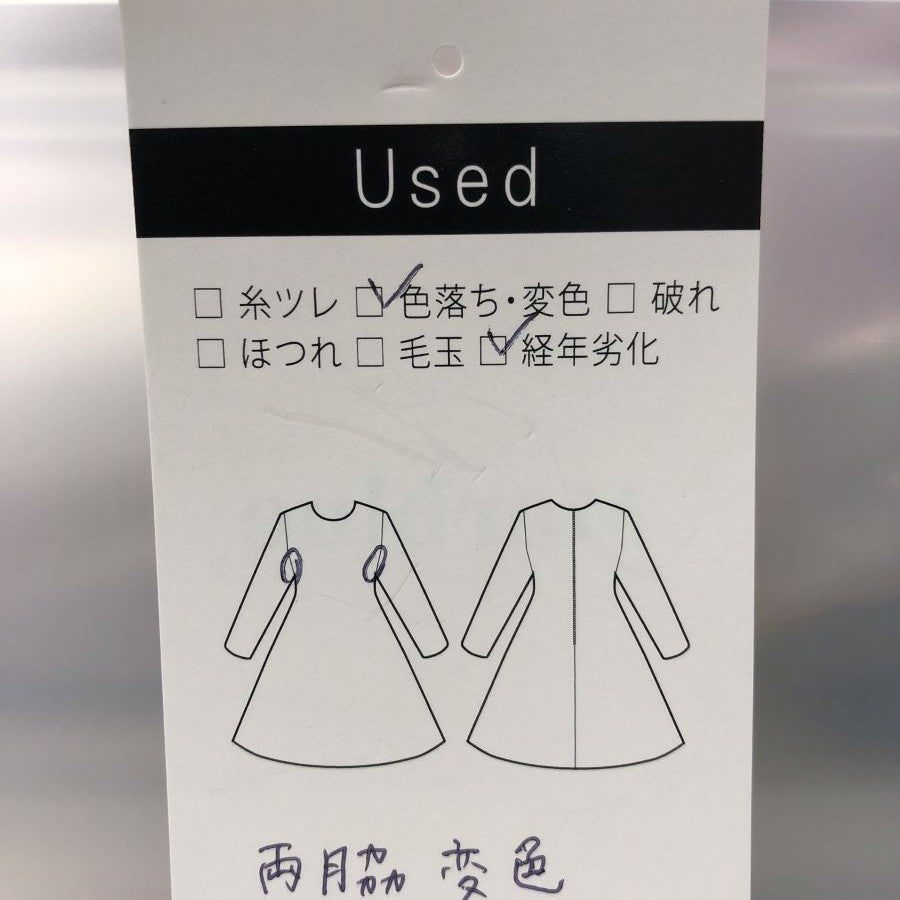 Used
□ 糸ツレ ☑ 色落ち・変色 □ 破れ
□ ほつれ □ 毛玉 ☑ 経年劣化
両脇 変色